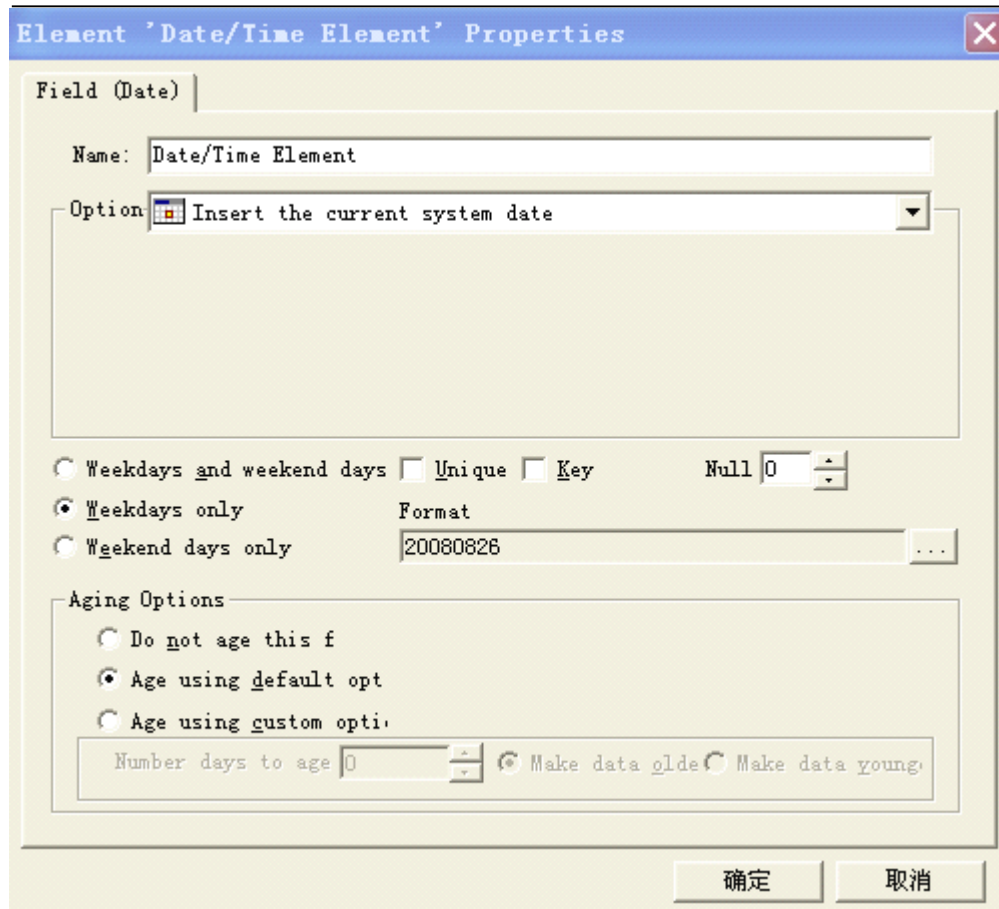 Element 'Date/Time Element' Properties
Field (Date)
Name: Date/Time Element
Option Insert the current system date
Weekdays and weekend days Unique Key Null 0
Weekdays only Format
Weekend days only 20080826 ...
Aging Options
Do not age this f
Age using default opt
Age using custom opti
Number days to age 0 Make data olde Make data young
确定 取消